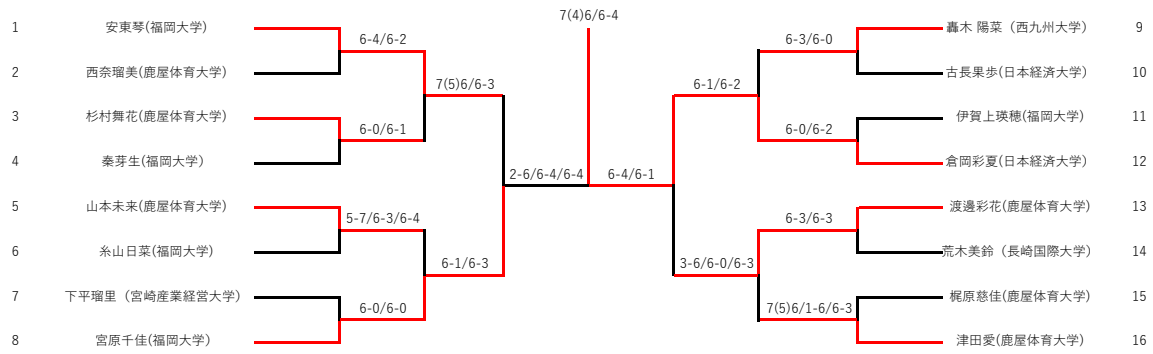 7(4)6/6-4
1 安東琴(福岡大学) 轟木 陽菜（西九州大学） 9
6-4/6-2 6-3/6-0
2 西奈瑠美(鹿屋体育大学) 古長果歩(日本経済大学） 10
7(5)6/6-3 6-1/6-2
3 杉村舞花(鹿屋体育大学) 伊賀上瑛穂(福岡大学) 11
6-0/6-1 6-0/6-2
4 秦芽生(福岡大学） 倉岡彩夏(日本経済大学） 12
2-6/6-4/6-4 6-4/6-1
5 山本未来(鹿屋体育大学) 渡邊彩花(鹿屋体育大学) 13
5-7/6-3/6-4 6-3/6-3
6 糸山日菜(福岡大学) 荒木美鈴（長崎国際大学） 14
6-1/6-3 3-6/6-0/6-3
7 下平瑠里（宮崎産業経営大学） 梶原慈佳(鹿屋体育大学) 15
6-0/6-0 7(5)6/1-6/6-3
8 宮原千佳(福岡大学） 津田愛(鹿屋体育大学) 16